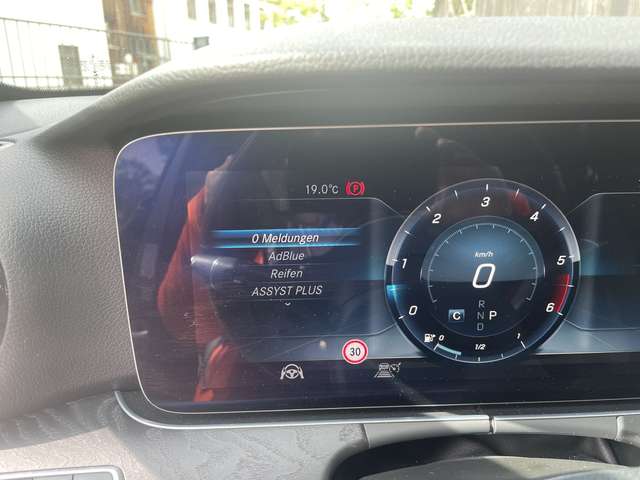 19.0°C P
0 Meldungen
AdBlue
Reifen
ASSYST PLUS
30
0 1 2 3 4 5 6
km/h
0
R
C N P
D
0 1/2